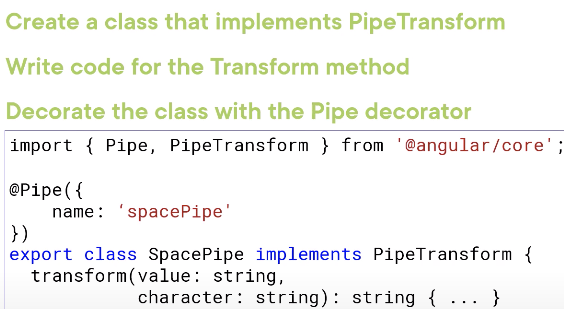 Create a class that implements PipeTransform
Write code for the Transform method
Decorate the class with the Pipe decorator
import { Pipe, PipeTransform } from '@angular/core';
@Pipe({
    name: ‘spacePipe'
})
export class SpacePipe implements PipeTransform {
  transform(value: string,
            character: string): string { ... }